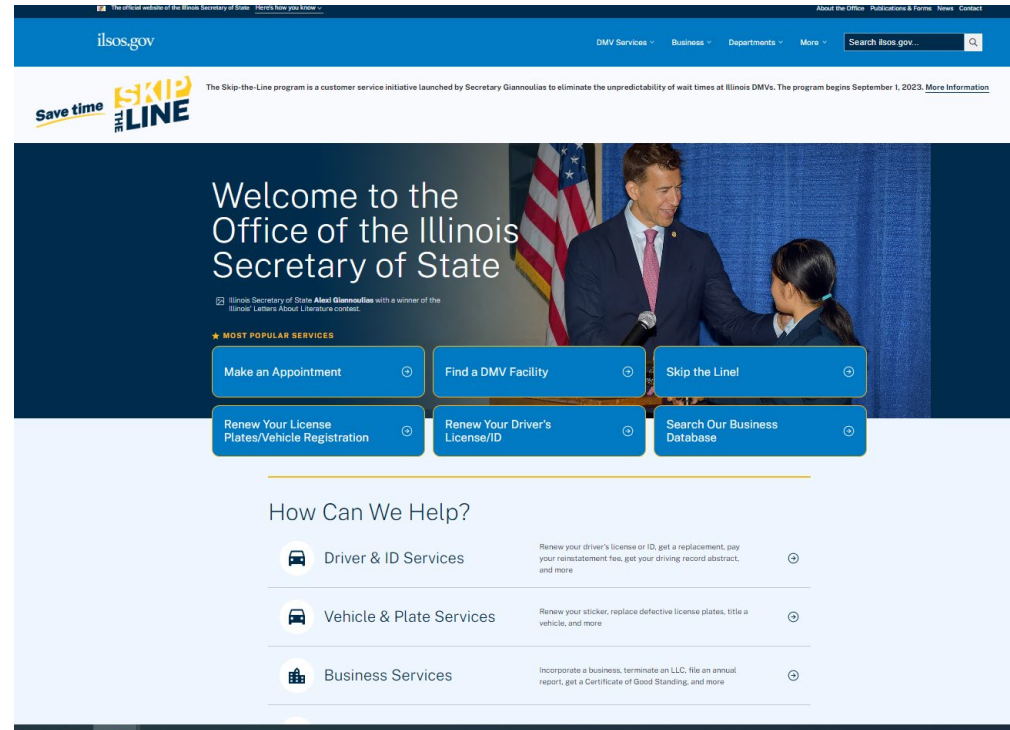 The official website of the Illinois Secretary of State Here's how you know
About the Office Publications & Forms News Contact
ilsos.gov
DMV Services Business Departments More Search ilsos.gov...
Save time SKIP THE LINE
The Skip-the-Line program is a customer service initiative launched by Secretary Giannoulias to eliminate the unpredictability of wait times at Illinois DMVs. The program begins September 1, 2023. More Information
Welcome to the
Office of the Illinois
Secretary of State
Illinois Secretary of State Alexi Giannoulias with a winner of the
Illinois' Letters About Literature contest.
MOST POPULAR SERVICES
Make an Appointment
Find a DMV Facility
Skip the Line!
Renew Your License
Plates/Vehicle Registration
Renew Your Driver's
License/ID
Search Our Business
Database
How Can We Help?
Driver & ID Services
Renew your driver's license or ID, get a replacement, pay
your reinstatement fee, get your driving record abstract,
and more
Vehicle & Plate Services
Renew your sticker, replace defective license plates, title a
vehicle, and more
Business Services
Incorporate a business, terminate an LLC, file an annual
report, get a Certificate of Good Standing, and more